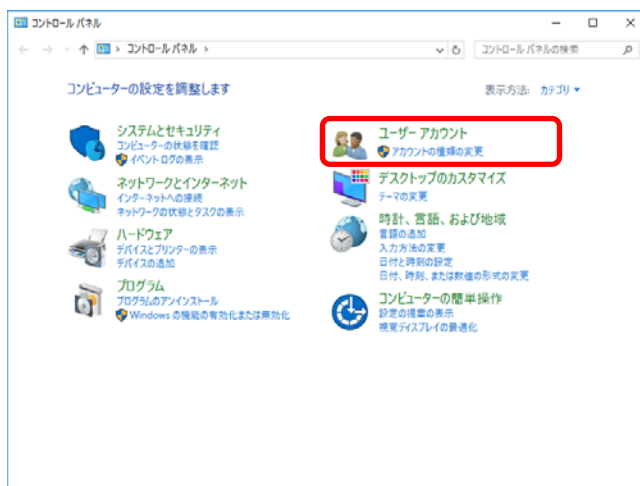 コントロール パネル
コントロール パネル
コントロール パネルの検索
コンピューターの設定を調整します
表示方法: カテゴリ
システムとセキュリティ
コンピューターの状態を確認
イベント ログの表示
ネットワークとインターネット
インターネットへの接続
ネットワークの状態とタスクの表示
ハードウェア
デバイスとプリンターの表示
デバイスの追加
プログラム
プログラムのアンインストール
Windows の機能の有効化または無効化
ユーザー アカウント
アカウントの種類の変更
デスクトップのカスタマイズ
テーマの変更
時計、言語、および地域
言語の追加
入力方法の変更
日付と時刻の設定
日付、時刻、または数値の形式の変更
コンピューターの簡単操作
設定の提案の表示
視覚ディスプレイの最適化